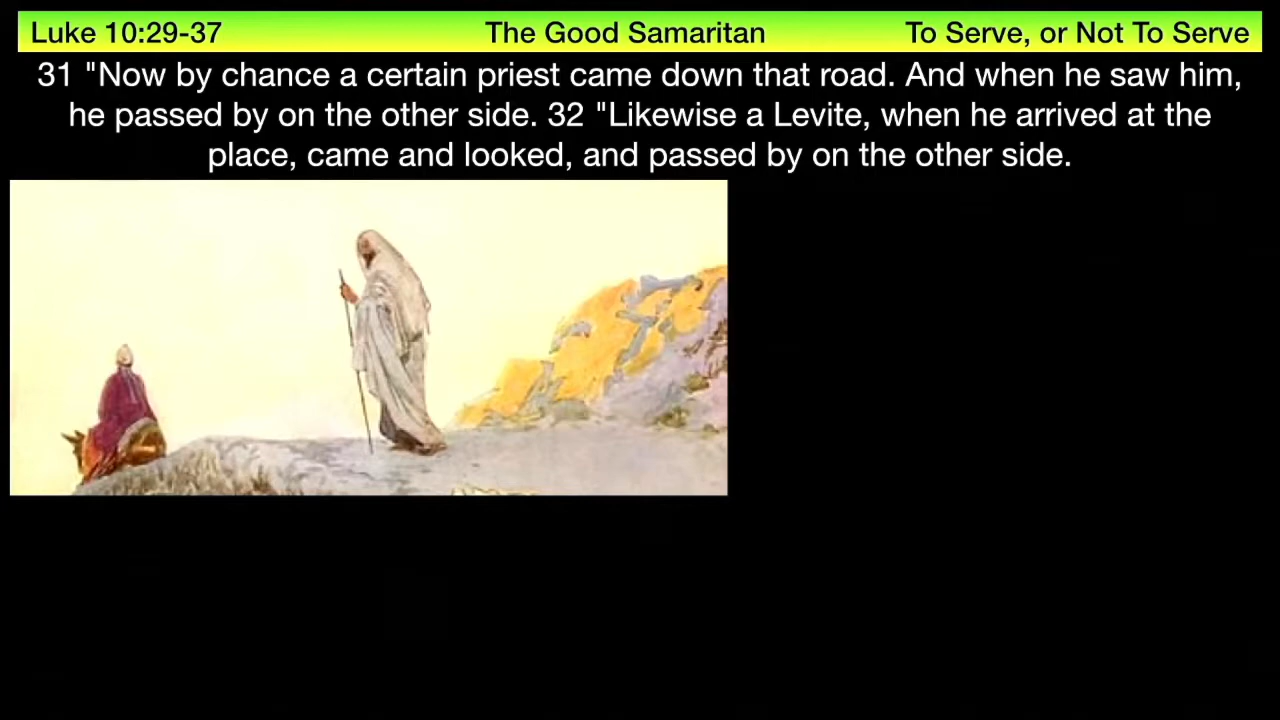 Luke 10:29-37 The Good Samaritan To Serve, or Not To Serve
31 "Now by chance a certain priest came down that road. And when he saw him,
he passed by on the other side. 32 "Likewise a Levite, when he arrived at the
place, came and looked, and passed by on the other side.